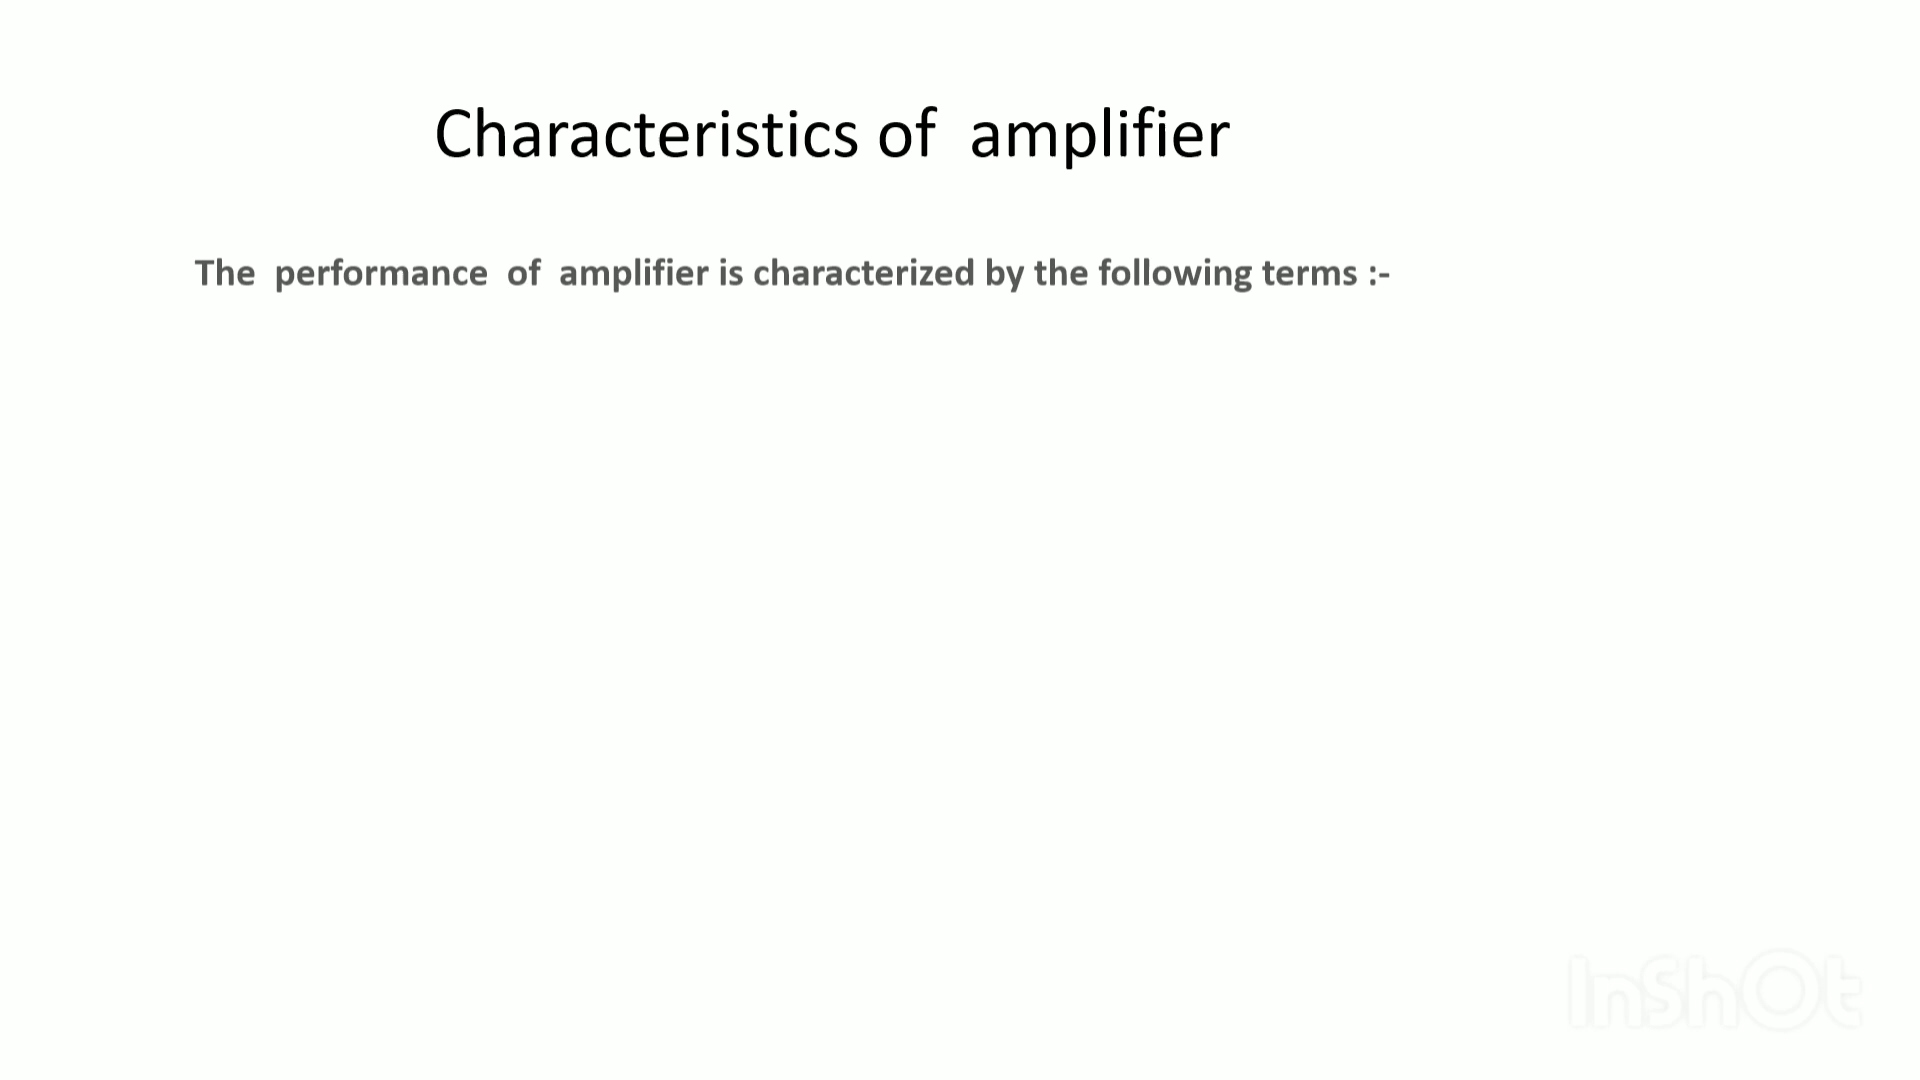 Characteristics of amplifier
The performance of amplifier is characterized by the following terms :-
InShOt